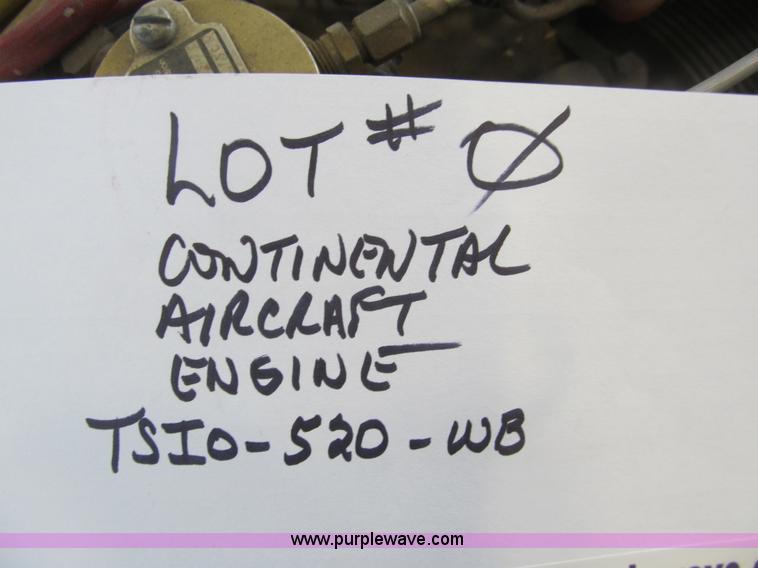 LOT # Ø
CONTINENTAL
AIRCRAFT
ENGINE
TSIO-520-WB
www.purplewave.com